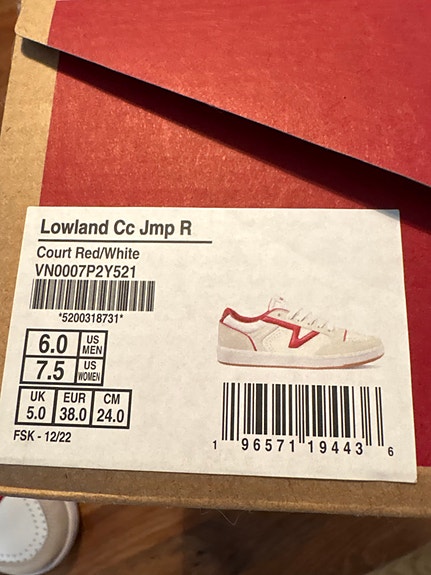 Lowland Cc Jmp R
Court Red/White
VN0007P2Y521
*5200318731*
6.0 US MEN
7.5 US WOMEN
UK EUR CM
5.0 38.0 24.0
FSK - 12/22
1 96571 19443 6